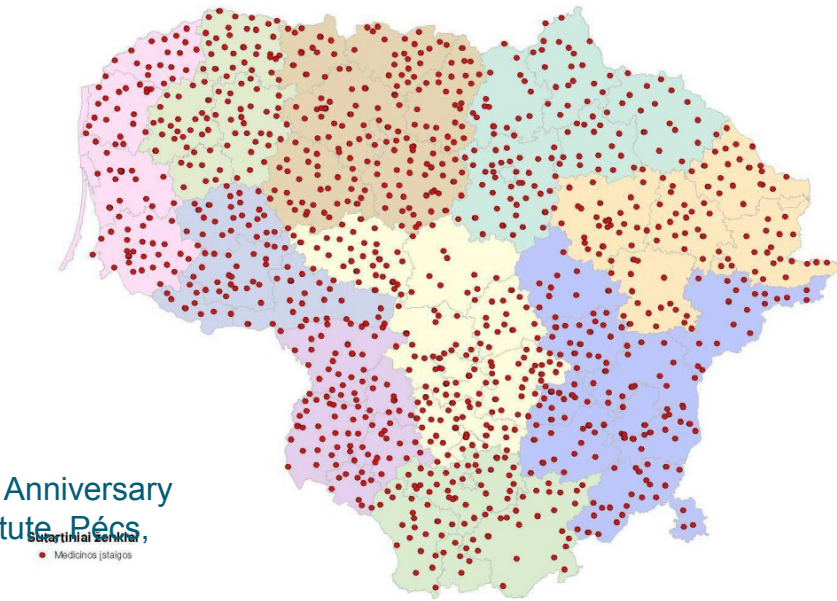 Anniversary
tute, Pécs,
Sutartiniai ženklai
Medicinos įstaigos